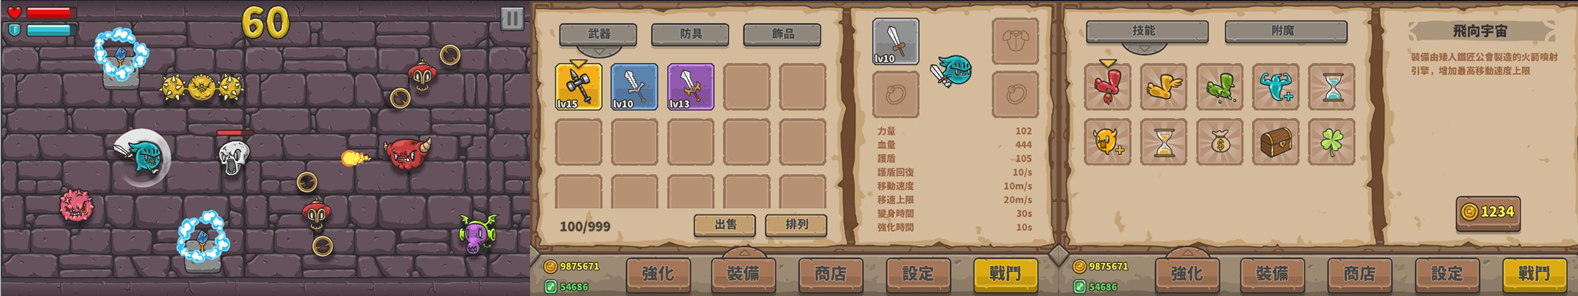 60
武器
防具
飾品
lv15
lv10
lv13
100/999
出售
排列
lv10
力量 102
血量 444
護盾 105
護盾回復 10/s
移動速度 10m/s
移速上限 20m/s
變身時間 30s
強化時間 10s
9875671
54686
強化
裝備
商店
設定
戰鬥
技能
附魔
飛向宇宙
裝備由矮人鐵匠公會製造的火箭噴射
引擎，增加最高移動速度上限
1234
9875671
54686
強化
裝備
商店
設定
戰鬥